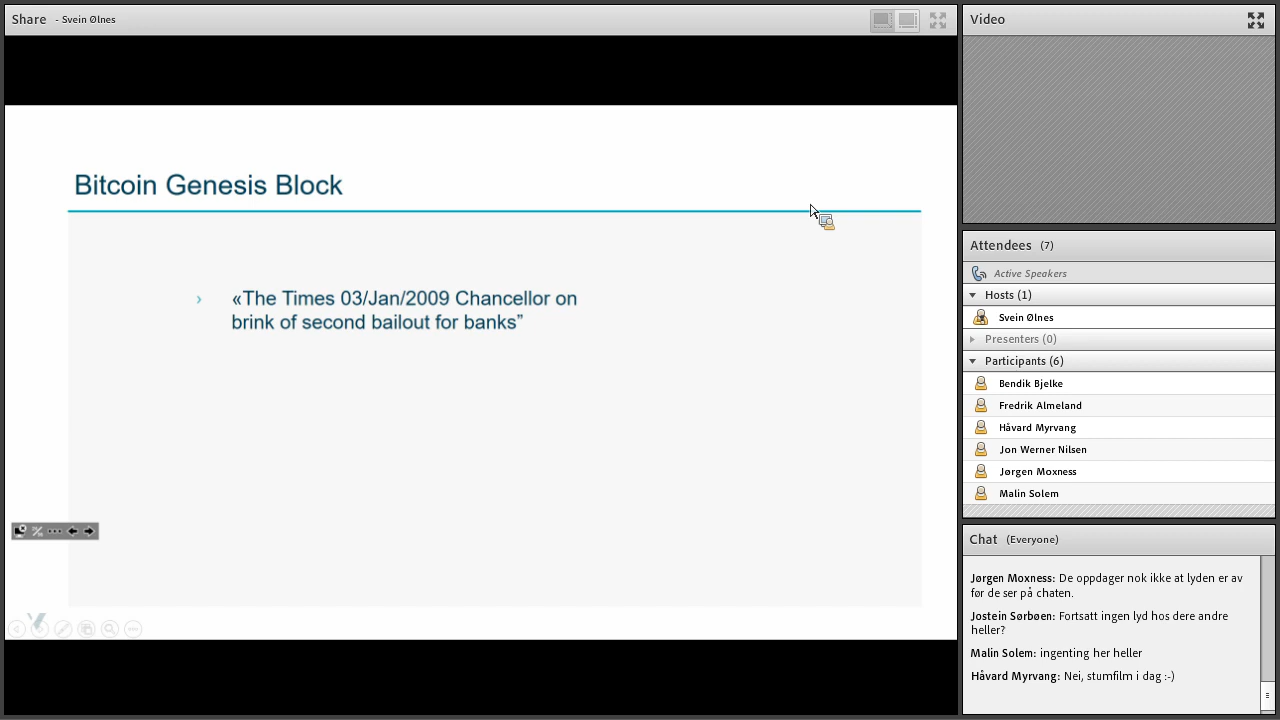 Share - Svein Ølnes
Bitcoin Genesis Block
› «The Times 03/Jan/2009 Chancellor on
brink of second bailout for banks”
Video
Attendees (7)
Active Speakers
Hosts (1)
Svein Ølnes
Presenters (0)
Participants (6)
Bendik Bjelke
Fredrik Almeland
Håvard Myrvang
Jon Werner Nilsen
Jørgen Moxness
Malin Solem
Chat (Everyone)
Jørgen Moxness: De oppdager nok ikke at lyden er av
før de ser på chaten.
Jostein Sørbøen: Fortsatt ingen lyd hos dere andre
heller?
Malin Solem: ingenting her heller
Håvard Myrvang: Nei, stumfilm i dag :-)